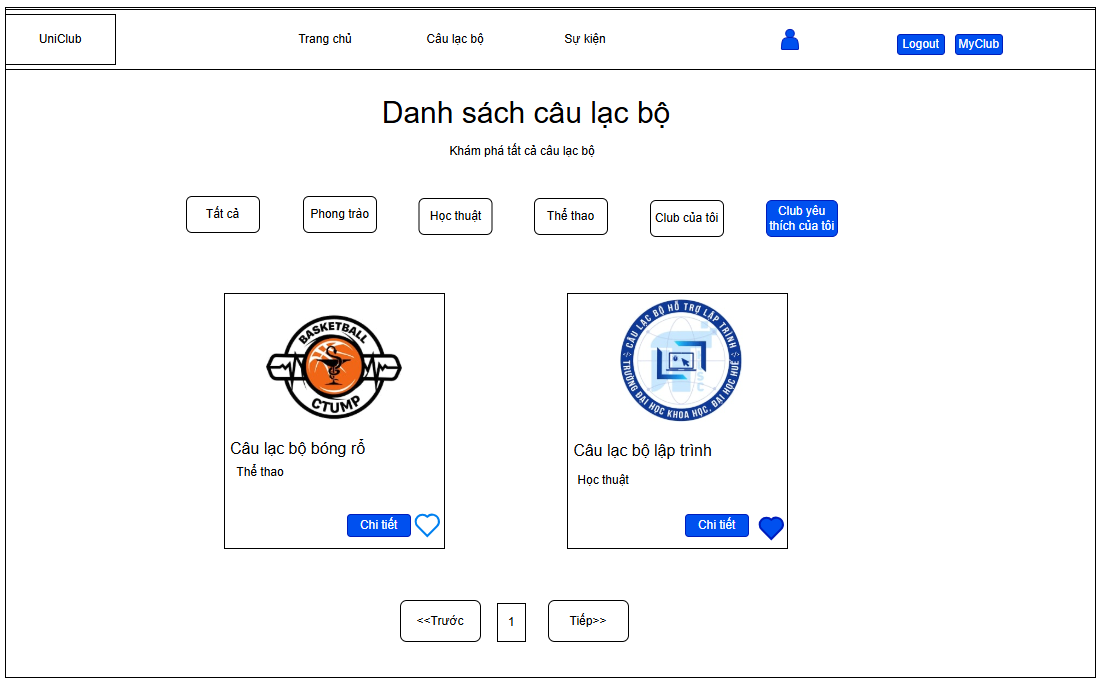 UniClub
Trang chủ
Câu lạc bộ
Sự kiện
Logout
MyClub
Danh sách câu lạc bộ
Khám phá tất cả câu lạc bộ
Tất cả
Phong trào
Học thuật
Thể thao
Club của tôi
Club yêu
thích của tôi
BASKETBALL
CTUMP
Câu lạc bộ bóng rổ
Thể thao
Chi tiết
CÂU LẠC BỘ HỖ TRỢ LẬP TRÌNH
TRƯỜNG ĐẠI HỌC KHOA HỌC, ĐẠI HỌC HUẾ
Câu lạc bộ lập trình
Học thuật
Chi tiết
<<Trước
1
Tiếp>>